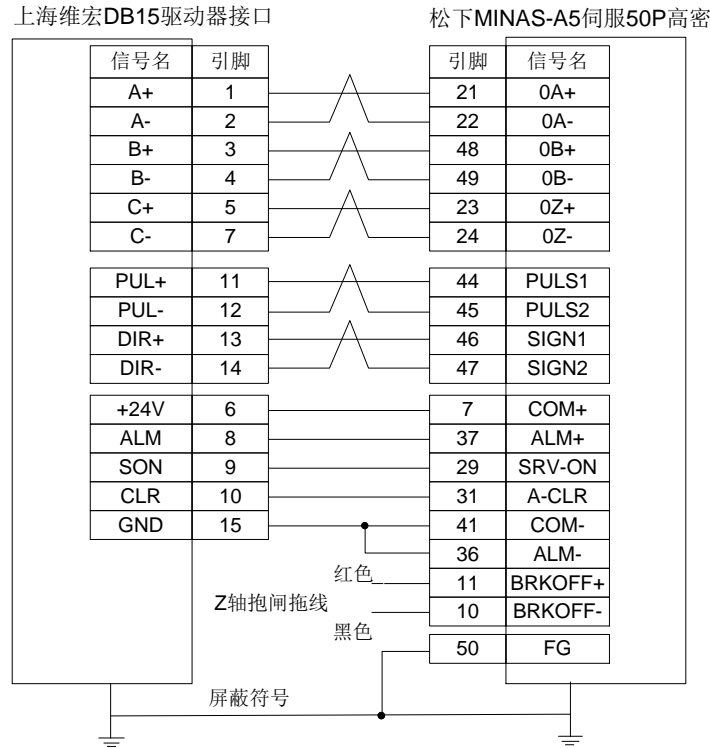 上海维宏DB15驱动器接口 松下MINAS-A5伺服50P高密
信号名 引脚 引脚 信号名
A+ 1 21 0A+
A- 2 22 0A-
B+ 3 48 0B+
B- 4 49 0B-
C+ 5 23 0Z+
C- 7 24 0Z-
PUL+ 11 44 PULS1
PUL- 12 45 PULS2
DIR+ 13 46 SIGN1
DIR- 14 47 SIGN2
+24V 6 7 COM+
ALM 8 37 ALM+
SON 9 29 SRV-ON
CLR 10 31 A-CLR
GND 15 41 COM-
36 ALM-
红色 11 BRKOFF+
Z轴抱闸拖线 10 BRKOFF-
黑色
50 FG
屏蔽符号